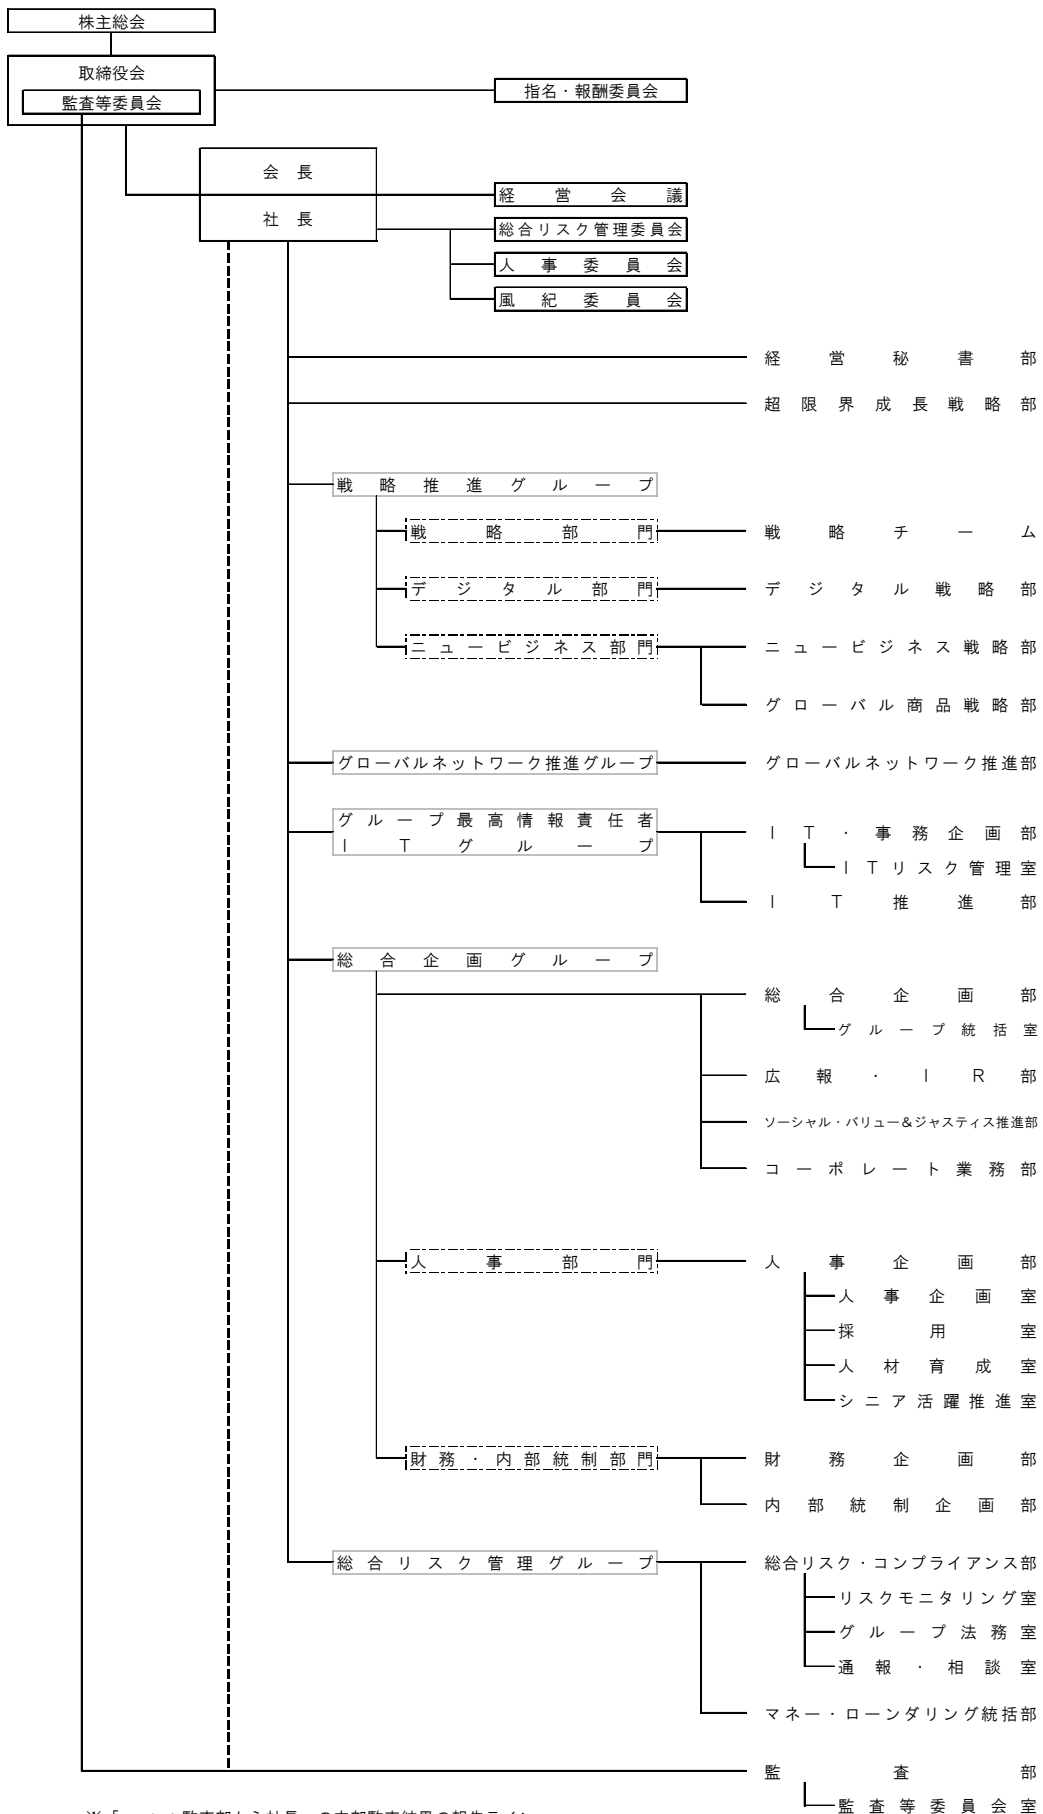 株主総会
取締役会
監査等委員会
指名・報酬委員会
会長
経営会議
社長
総合リスク管理委員会
人事委員会
風紀委員会
経営秘書部
超限界成長戦略部
戦略推進グループ
戦略部門
戦略チーム
デジタル部門
デジタル戦略部
ニュービジネス部門
ニュービジネス戦略部
グローバル商品戦略部
グローバルネットワーク推進グループ
グローバルネットワーク推進部
グループ最高情報責任者
ITグループ
IT・事務企画部
ITリスク管理室
IT推進部
総合企画グループ
総合企画部
グループ統括室
広報・IR部
ソーシャル・バリュー&ジャスティス推進部
コーポレート業務部
人事部門
人事企画部
人事企画室
採用室
人材育成室
シニア活躍推進室
財務・内部統制部門
財務企画部
内部統制企画部
総合リスク管理グループ
総合リスク・コンプライアンス部
リスクモニタリング室
グループ法務室
通報・相談室
マネー・ローンダリング統括部
監査部
監査等委員会室